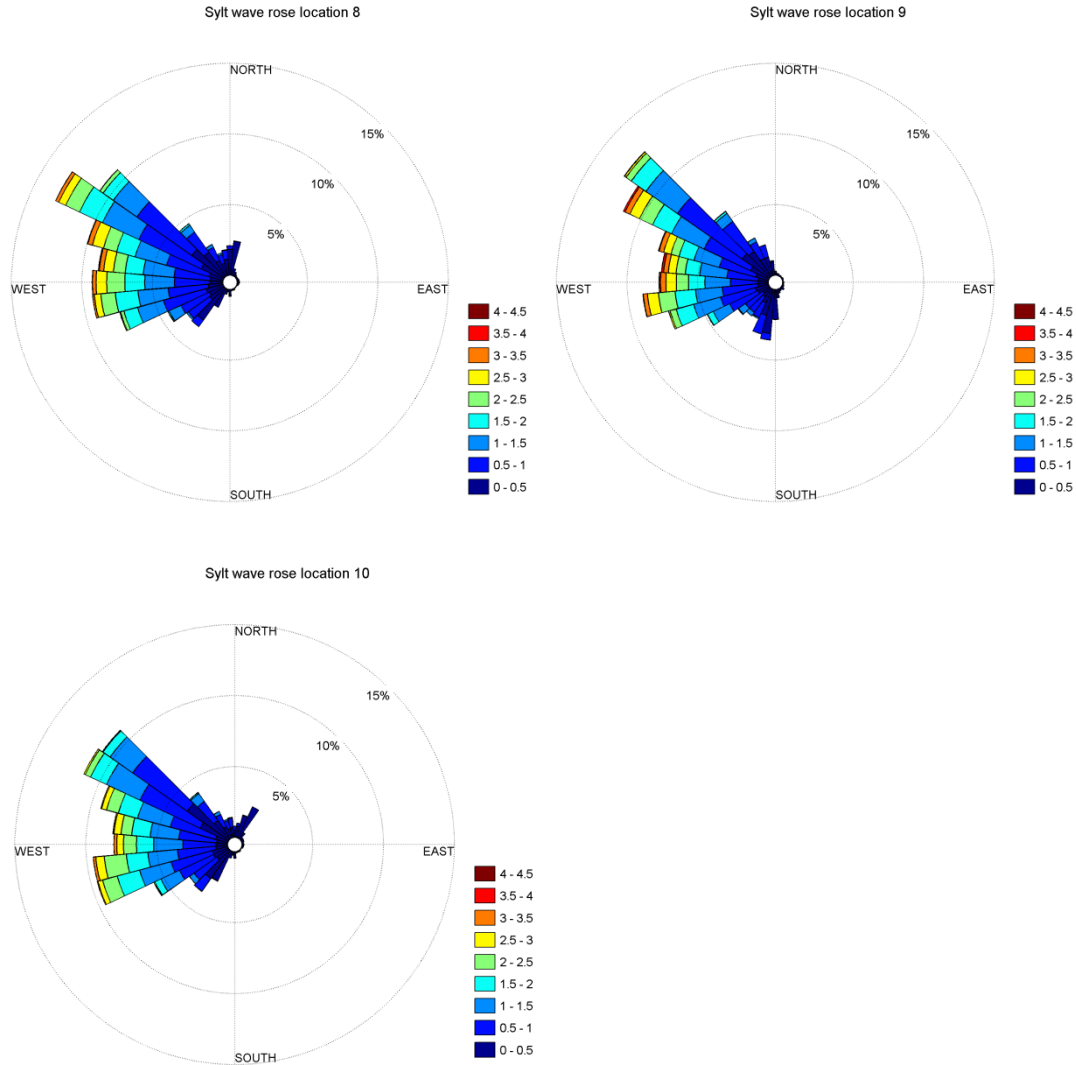 Sylt wave rose location 8
NORTH
15%
10%
5%
WEST
EAST
SOUTH
4 - 4.5
3.5 - 4
3 - 3.5
2.5 - 3
2 - 2.5
1.5 - 2
1 - 1.5
0.5 - 1
0 - 0.5
Sylt wave rose location 9
NORTH
15%
10%
5%
WEST
EAST
SOUTH
4 - 4.5
3.5 - 4
3 - 3.5
2.5 - 3
2 - 2.5
1.5 - 2
1 - 1.5
0.5 - 1
0 - 0.5
Sylt wave rose location 10
NORTH
15%
10%
5%
WEST
EAST
SOUTH
4 - 4.5
3.5 - 4
3 - 3.5
2.5 - 3
2 - 2.5
1.5 - 2
1 - 1.5
0.5 - 1
0 - 0.5